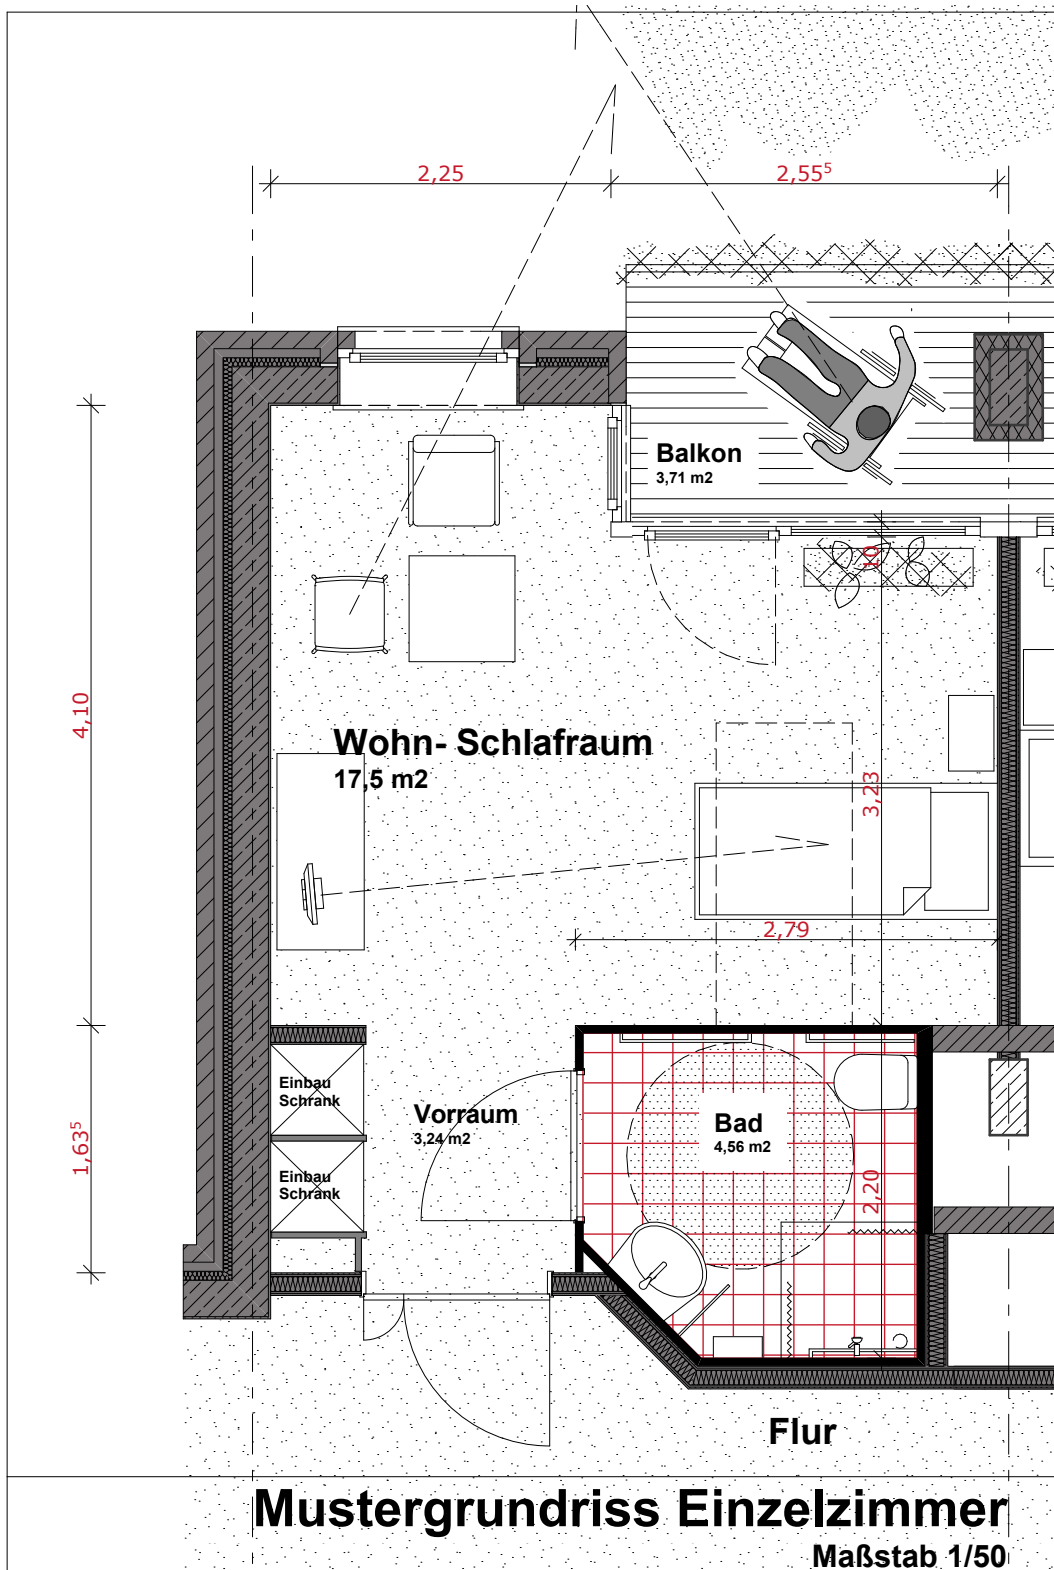 2,25
2,55⁵
Balkon
3,71 m2
10
4,10
Wohn- Schlafraum
17,5 m2
3,23
2,79
Einbau
Schrank
Vorraum
3,24 m2
Bad
4,56 m2
1,63⁵
Einbau
Schrank
2,20
Flur
Mustergrundriss Einzelzimmer
Maßstab 1/50